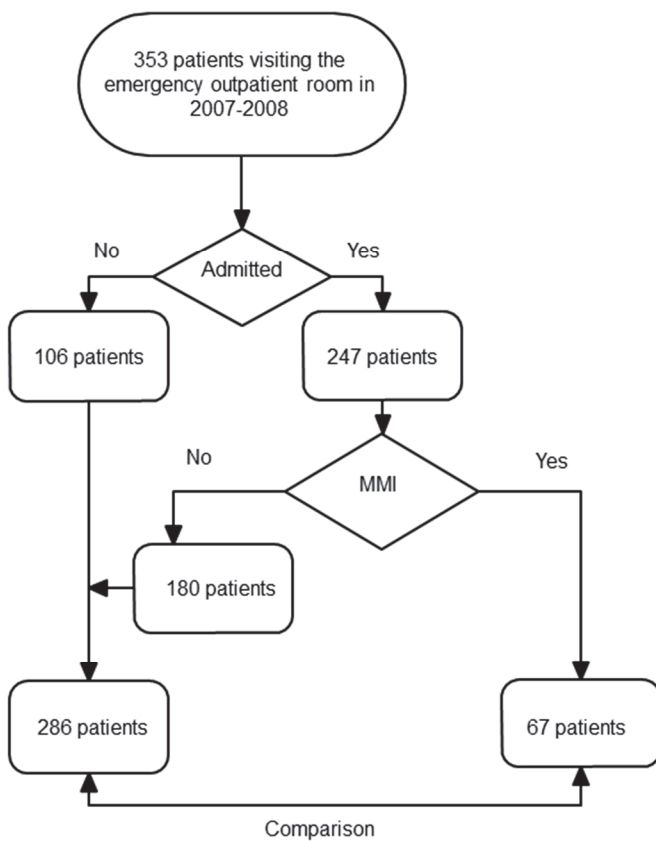 353 patients visiting the
emergency outpatient room in
2007-2008
No
Yes
Admitted
106 patients
247 patients
No
Yes
MMI
180 patients
286 patients
67 patients
Comparison